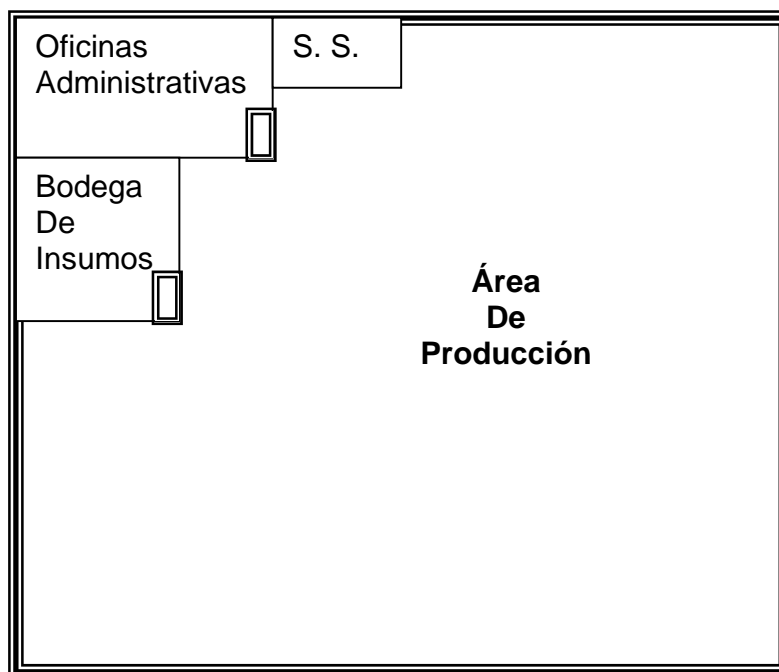 Oficinas
Administrativas
S. S.
Bodega
De
Insumos
Área
De
Producción